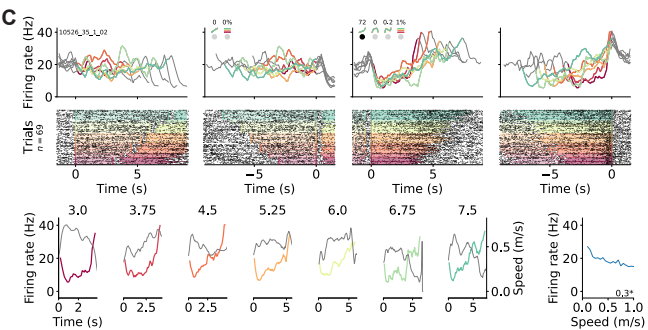 C
10526_35_1_02
0 0%
72 0 0.2 1%
Firing rate (Hz)
40
20
0
Trials
n = 69
0 5
−5 0
0 5
−5 0
Time (s) Time (s) Time (s) Time (s)
3.0 3.75 4.5 5.25 6.0 6.75 7.5
Firing rate (Hz)
40
20
0
0 2
0 2.5
0 2.5
0 5
0 5
0 5
0 5
Time (s)
0.5
0.0
Speed (m/s)
Firing rate (Hz)
40
20
0
0.3*
0.0 0.5 1.0
Speed (m/s)